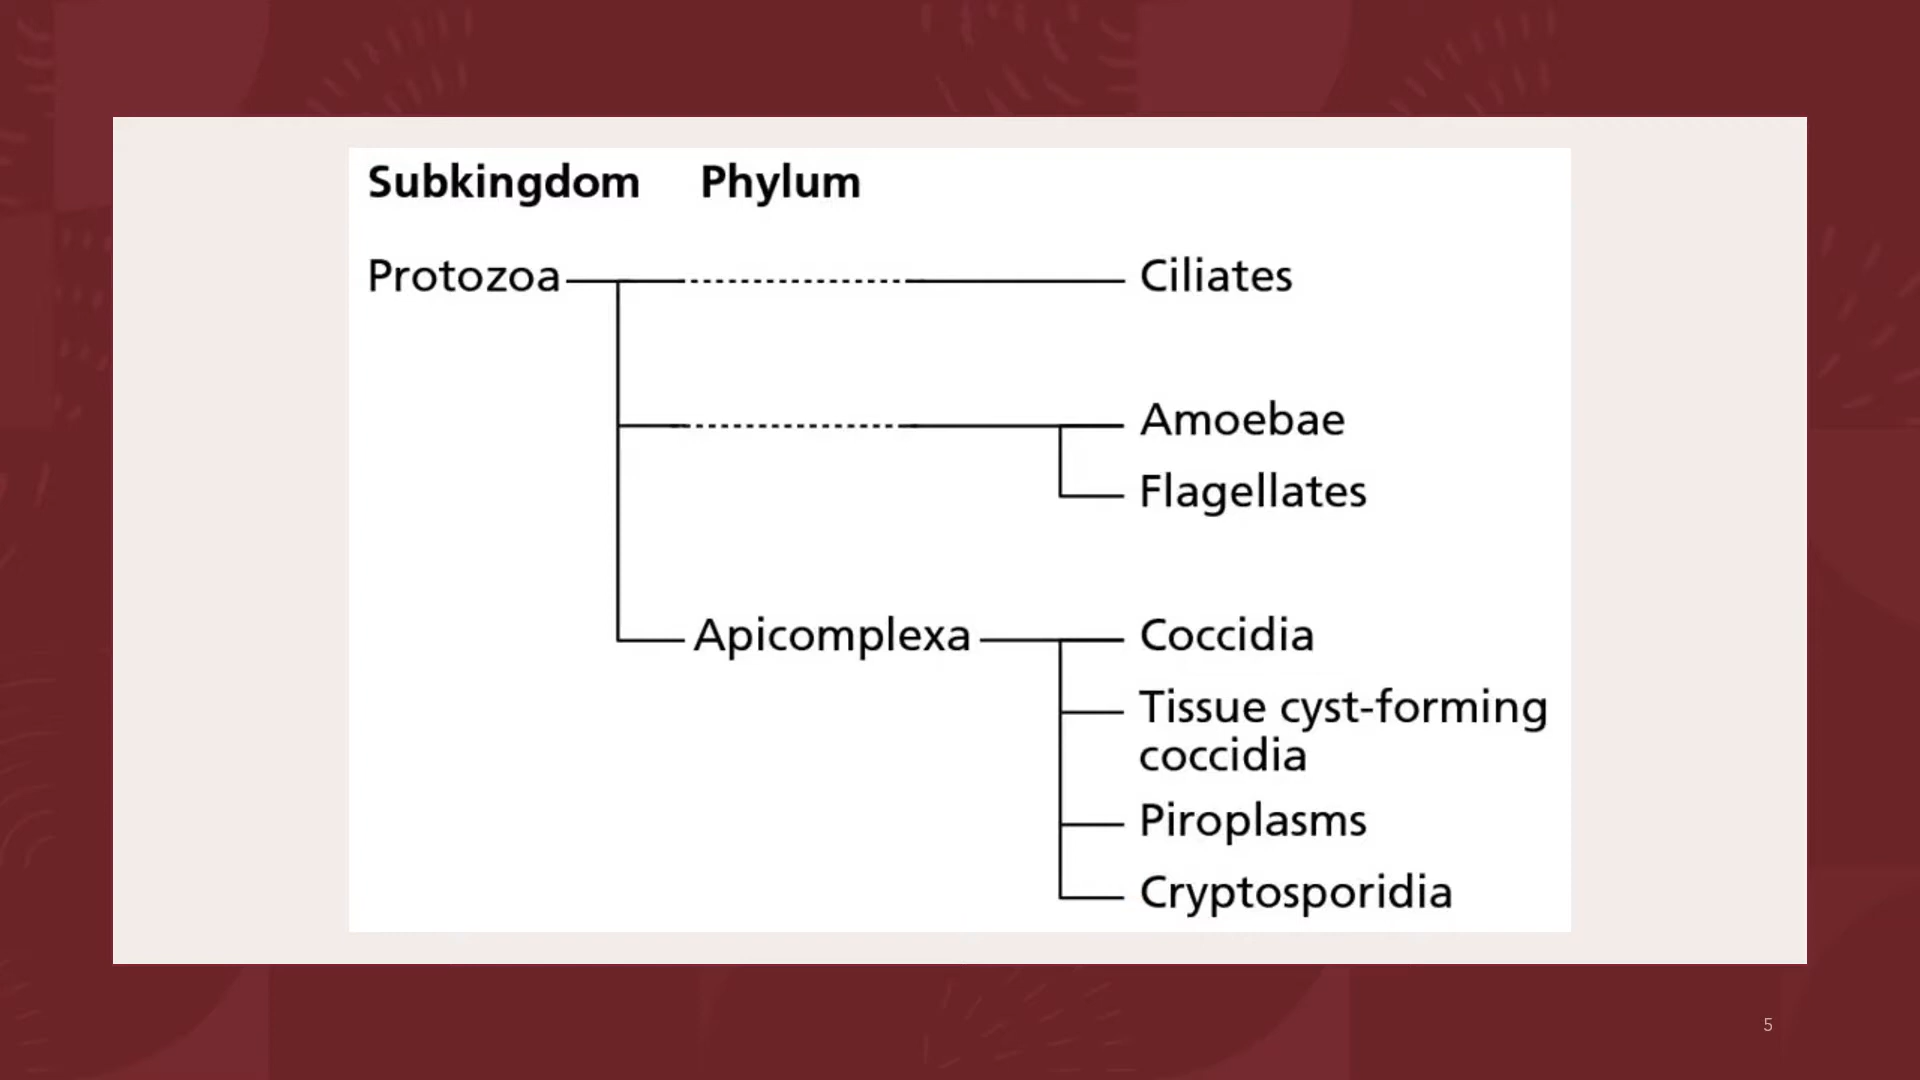 Subkingdom Phylum
Protozoa Ciliates
Amoebae
Flagellates
Apicomplexa Coccidia
Tissue cyst-forming
coccidia
Piroplasms
Cryptosporidia
5